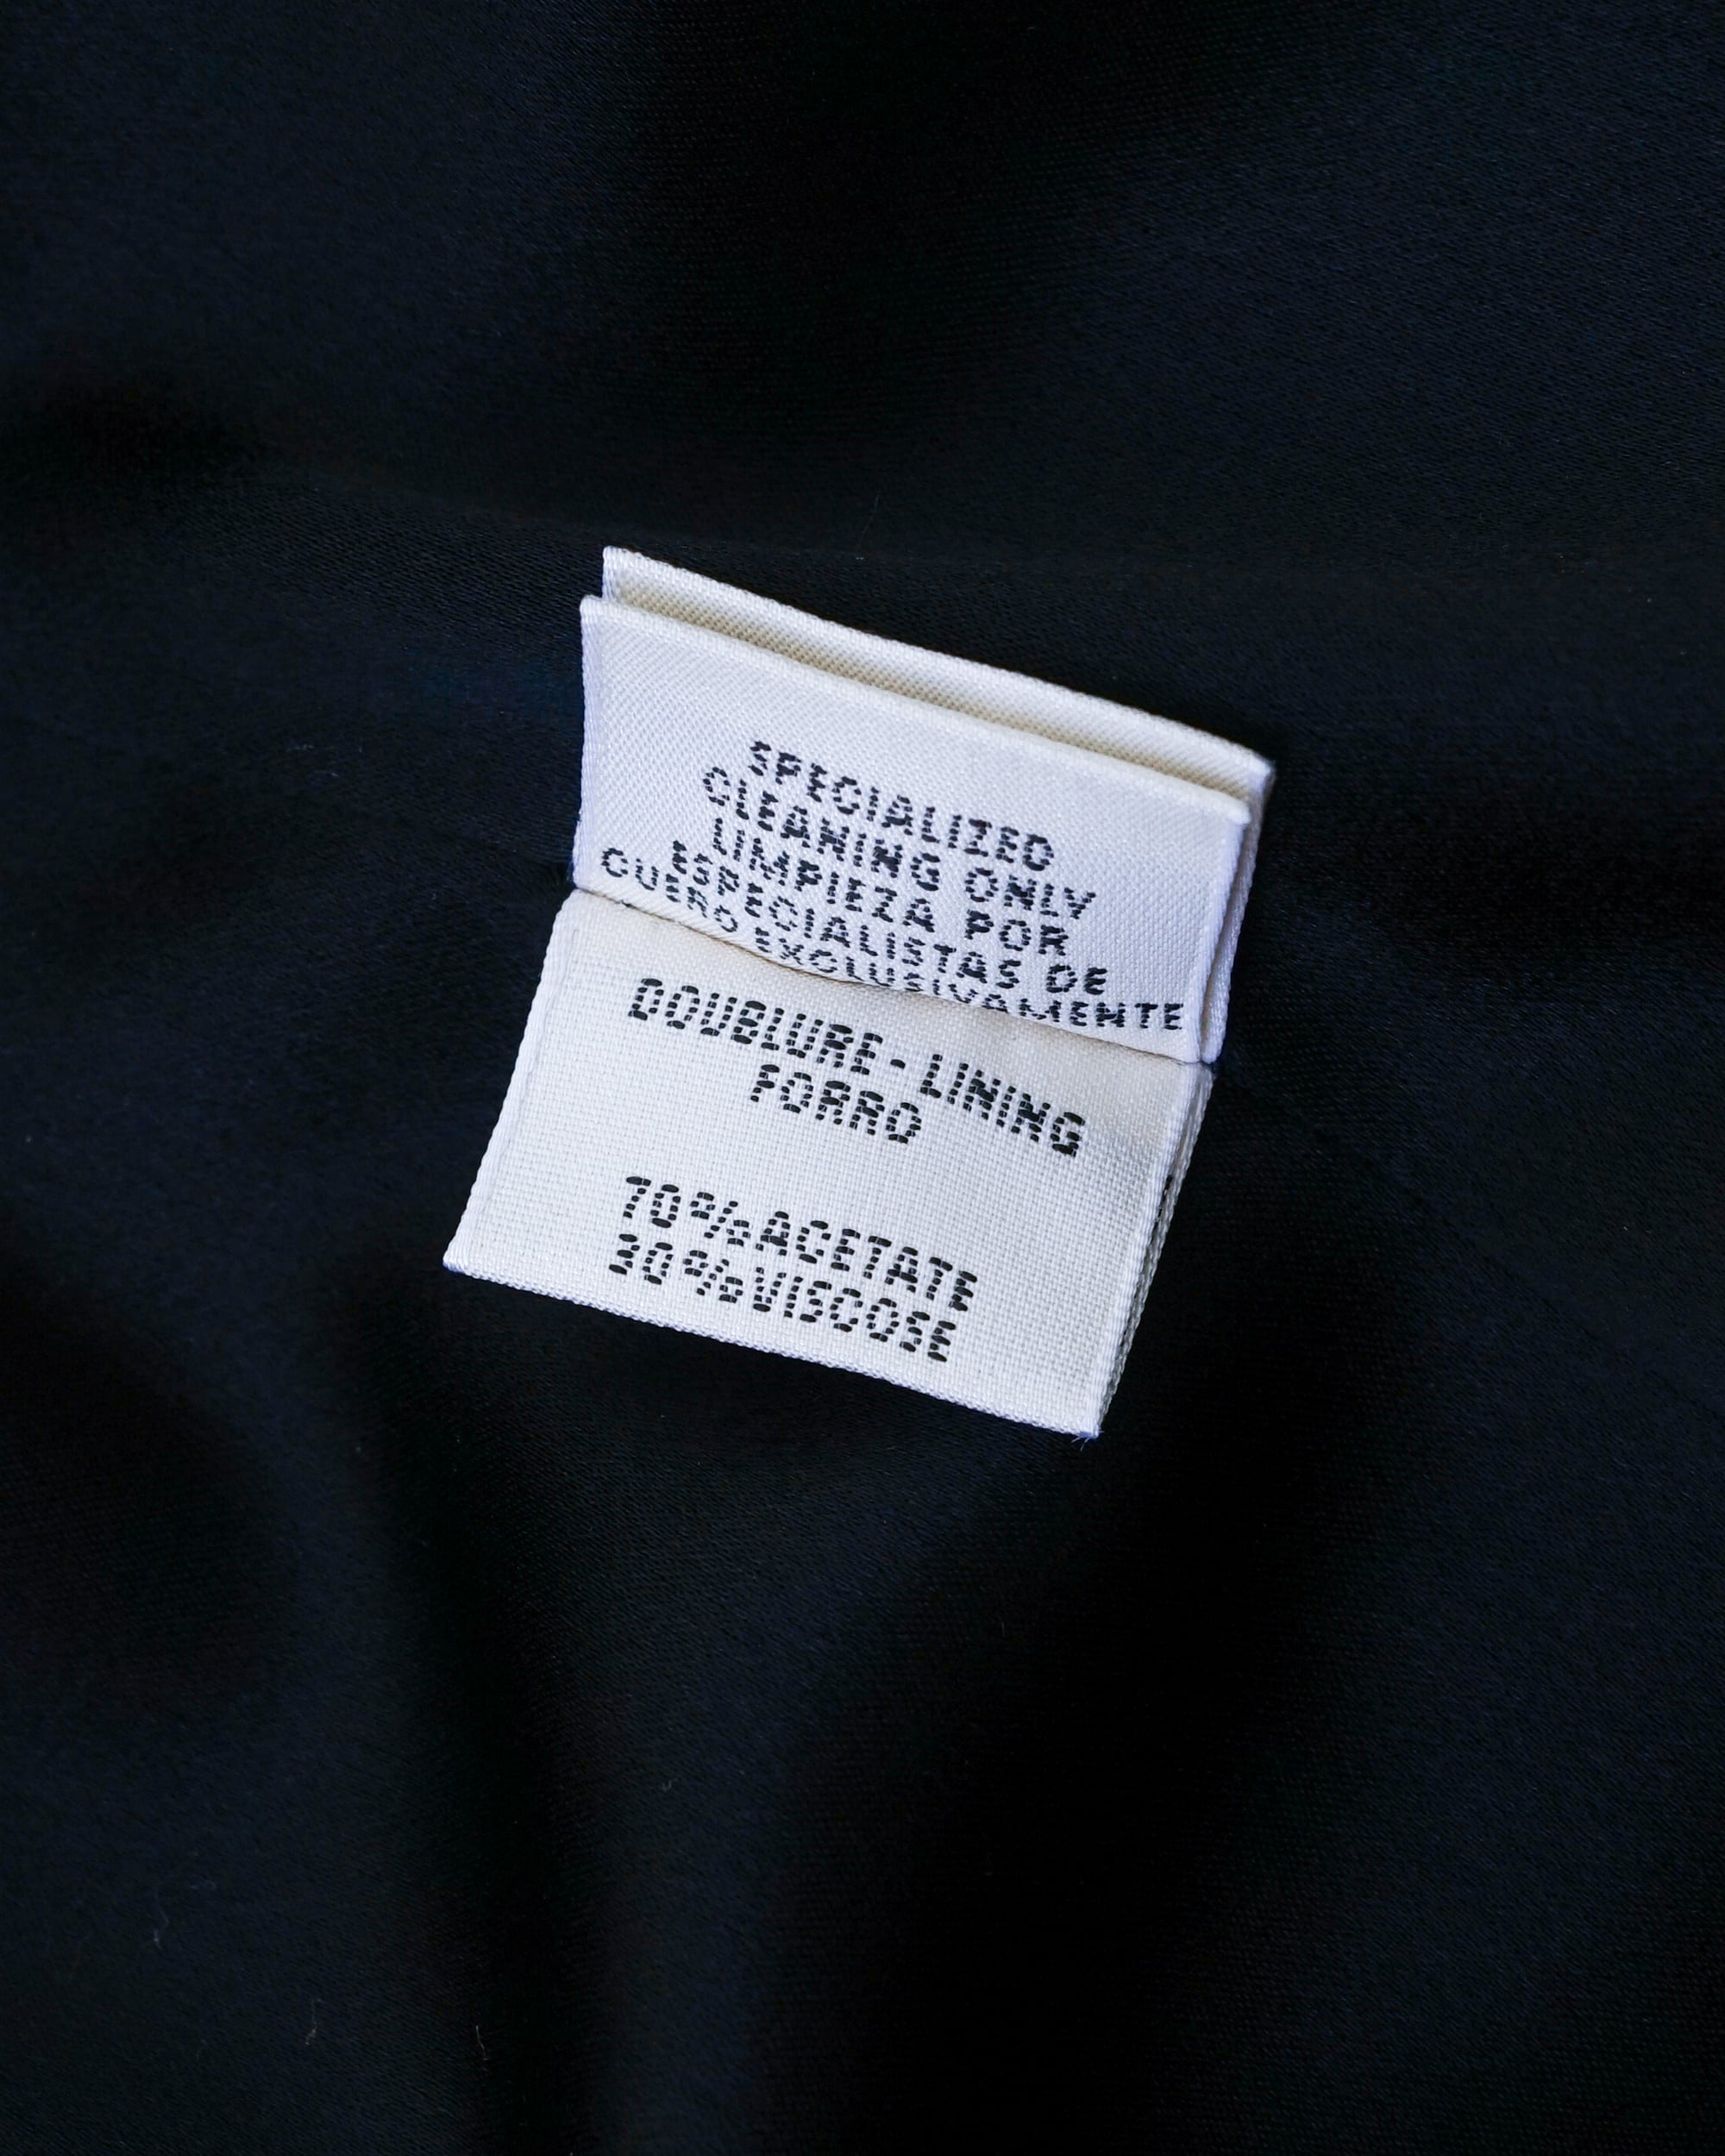 SPECIALIZED
CLEANING ONLY
LIMPIEZA POR
ESPECIALISTAS DE
CUERO EXCLUSIVAMENTE
DOUBLURE - LINING
FORRO
70% ACETATE
30% VISCOSE